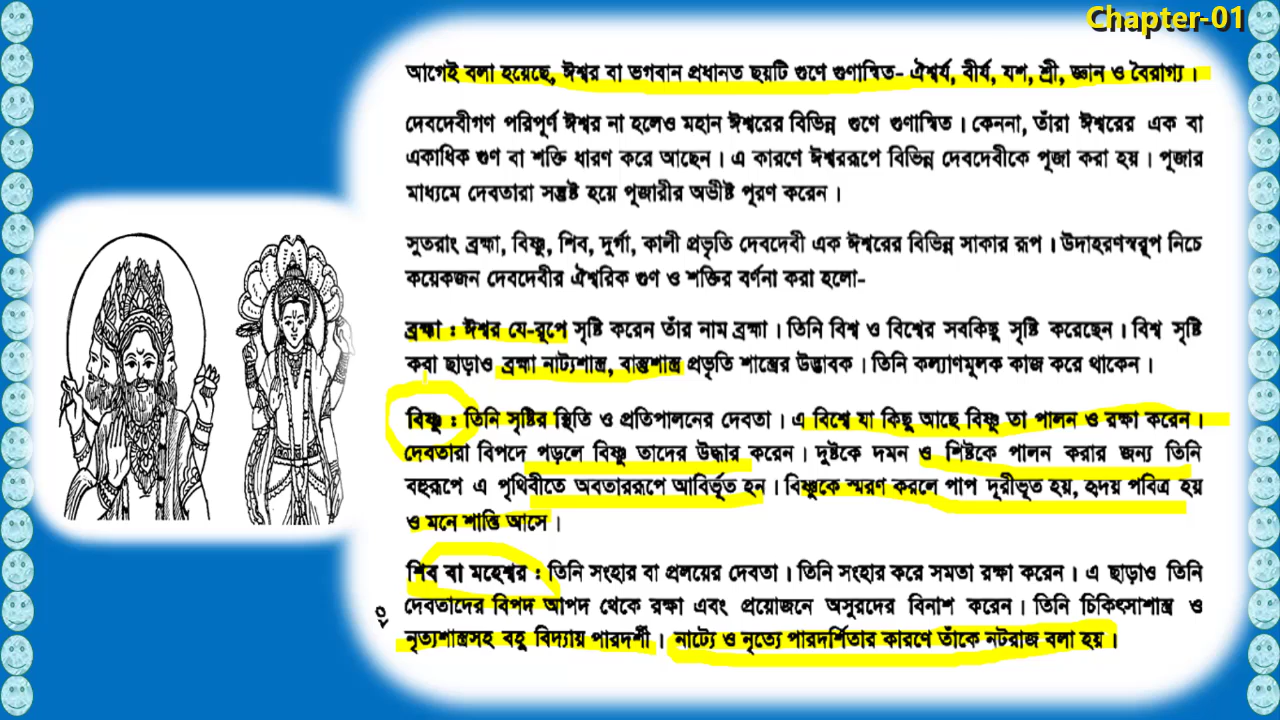 Chapter-01
আগেই বলা হয়েছে, ঈশ্বর বা ভগবান প্রধানত ছয়টি গুণে গুণান্বিত- ঐশ্বর্য, বীর্য, যশ, শ্রী, জ্ঞান ও বৈরাগ্য ।
দেবদেবীগণ পরিপূর্ণ ঈশ্বর না হলেও মহান ঈশ্বরের বিভিন্ন গুণে গুণান্বিত । কেননা, তাঁরা ঈশ্বরের এক বা
একাধিক গুণ বা শক্তি ধারণ করে আছেন । এ কারণে ঈশ্বররূপে বিভিন্ন দেবদেবীকে পূজা করা হয় । পূজার
মাধ্যমে দেবতারা সন্তুষ্ট হয়ে পূজারীর অভীষ্ট পূরণ করেন ।
সুতরাং ব্রহ্মা, বিষ্ণু, শিব, দুর্গা, কালী প্রভৃতি দেবদেবী এক ঈশ্বরের বিভিন্ন সাকার রূপ । উদাহরণস্বরূপ নিচে
কয়েকজন দেবদেবীর ঐশ্বরিক গুণ ও শক্তির বর্ণনা করা হলো-
ব্রহ্মা : ঈশ্বর যে-রূপে সৃষ্টি করেন তাঁর নাম ব্রহ্মা । তিনি বিশ্ব ও বিশ্বের সবকিছু সৃষ্টি করেছেন । বিশ্ব সৃষ্টি
করা ছাড়াও ব্রহ্মা নাট্যশাস্ত্র, বাস্তুশাস্ত্র প্রভৃতি শাস্ত্রের উদ্ভাবক । তিনি কল্যাণমূলক কাজ করে থাকেন ।
বিষ্ণু : তিনি সৃষ্টির স্থিতি ও প্রতিপালনের দেবতা । এ বিশ্বে যা কিছু আছে বিষ্ণু তা পালন ও রক্ষা করেন ।
দেবতারা বিপদে পড়লে বিষ্ণু তাদের উদ্ধার করেন । দুষ্টকে দমন ও শিষ্টকে পালন করার জন্য তিনি
বহুরূপে এ পৃথিবীতে অবতাররূপে আবির্ভূত হন । বিষ্ণুকে স্মরণ করলে পাপ দূরীভূত হয়, হৃদয় পবিত্র হয়
ও মনে শান্তি আসে ।
শিব বা মহেশ্বর : তিনি সংহার বা প্রলয়ের দেবতা । তিনি সংহার করে সমতা রক্ষা করেন । এ ছাড়াও তিনি
দেবতাদের বিপদ আপদ থেকে রক্ষা এবং প্রয়োজনে অসুরদের বিনাশ করেন । তিনি চিকিৎসাশাস্ত্র ও
নৃত্যশাস্ত্রসহ বহু বিদ্যায় পারদর্শী । নাট্যে ও নৃত্যে পারদর্শিতার কারণে তাঁকে নটরাজ বলা হয় ।